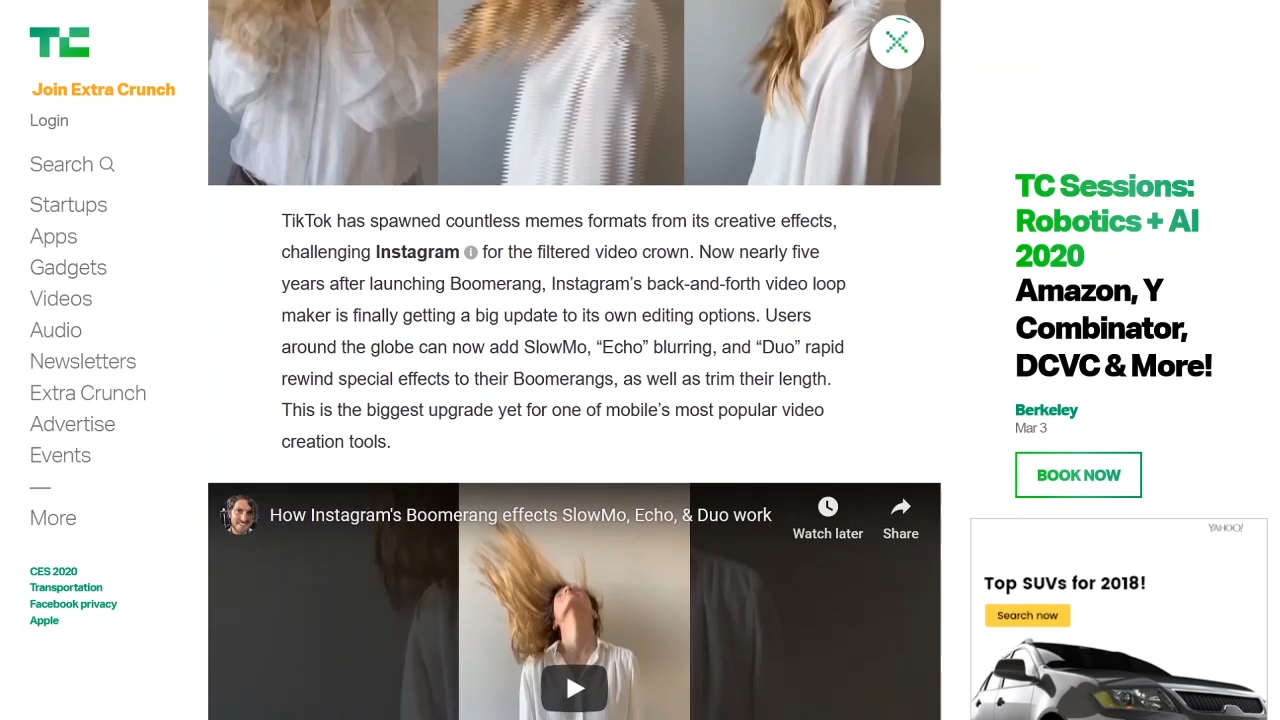 TC
Join Extra Crunch
Login
Search
Startups
Apps
Gadgets
Videos
Audio
Newsletters
Extra Crunch
Advertise
Events
—
More
CES 2020
Transportation
Facebook privacy
Apple
TikTok has spawned countless memes formats from its creative effects,
challenging Instagram i for the filtered video crown. Now nearly five
years after launching Boomerang, Instagram's back-and-forth video loop
maker is finally getting a big update to its own editing options. Users
around the globe can now add SlowMo, “Echo” blurring, and “Duo” rapid
rewind special effects to their Boomerangs, as well as trim their length.
This is the biggest upgrade yet for one of mobile’s most popular video
creation tools.
How Instagram's Boomerang effects SlowMo, Echo, & Duo work
Watch later
Share
TC Sessions:
Robotics + AI
2020
Amazon, Y
Combinator,
DCVC & More!
Berkeley
Mar 3
BOOK NOW
YAHOO!
Top SUVs for 2018!
Search now